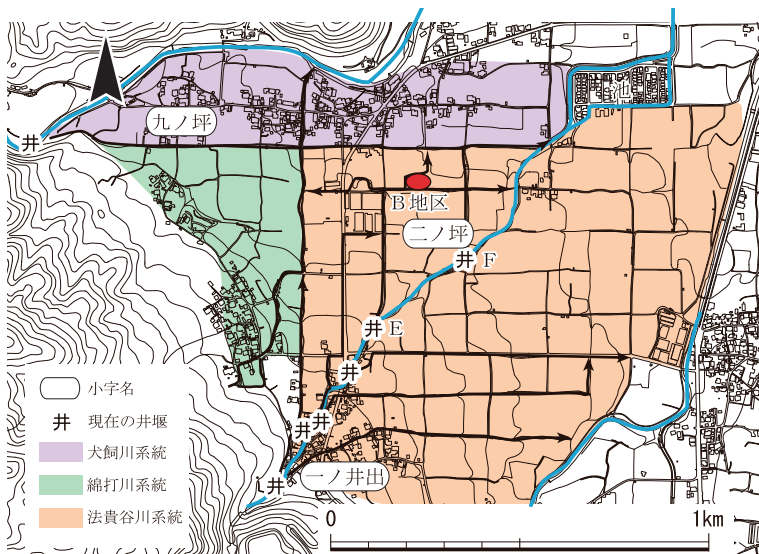 池
九ノ坪
井
B地区
二ノ坪
井 F
井 E
井
井
井
井
一ノ井出
小字名
井 現在の井堰
犬飼川系統
綿打川系統
法貴谷川系統
0 1km